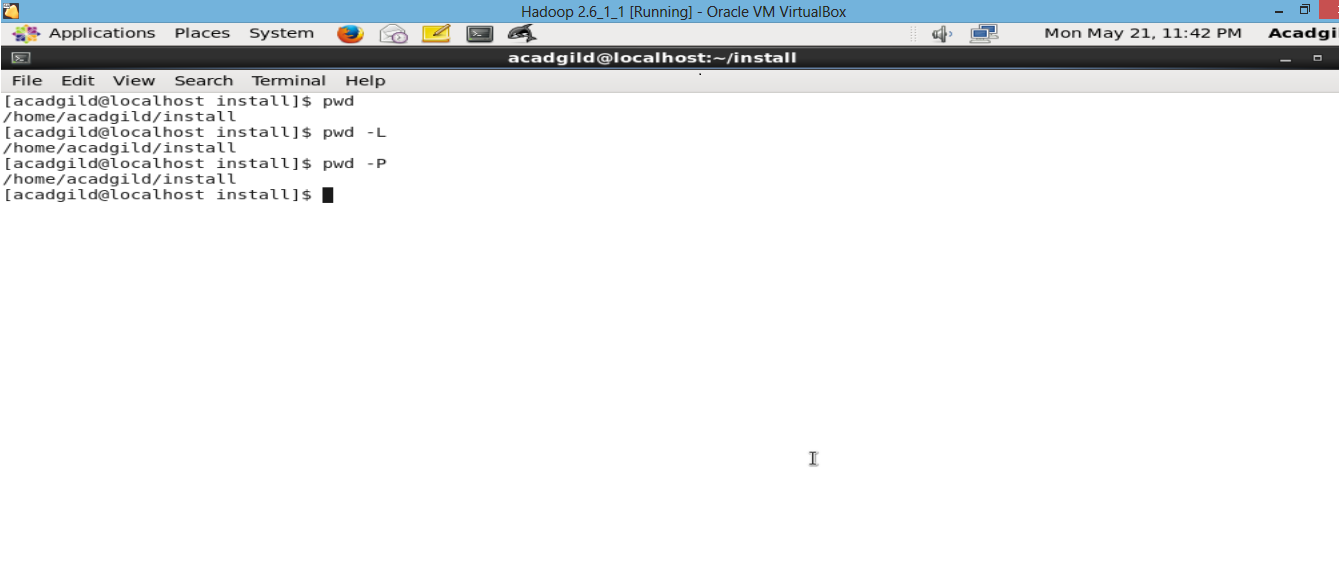 Hadoop 2.6_1_1 [Running] - Oracle VM VirtualBox
Applications Places System Mon May 21, 11:42 PM Acadgi
acadgild@localhost:~/install
File Edit View Search Terminal Help
[acadgild@localhost install]$ pwd
/home/acadgild/install
[acadgild@localhost install]$ pwd -L
/home/acadgild/install
[acadgild@localhost install]$ pwd -P
/home/acadgild/install
[acadgild@localhost install]$